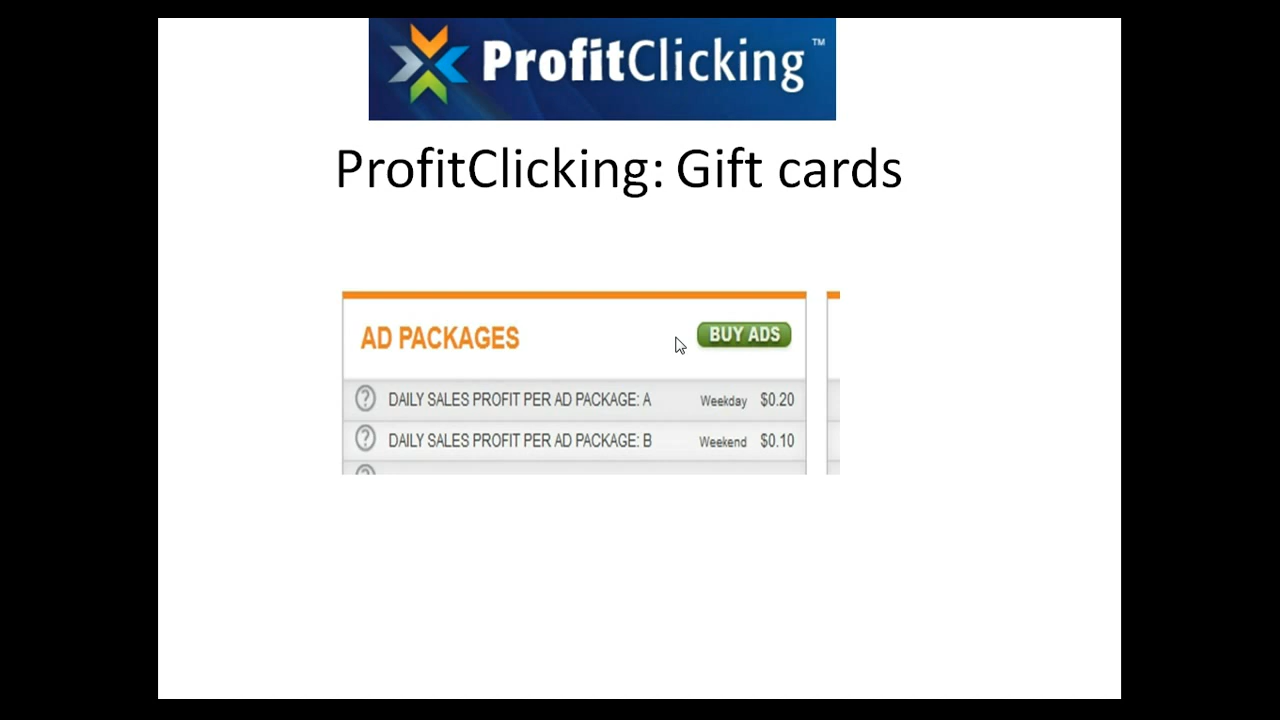 ProfitClicking™
ProfitClicking: Gift cards
AD PACKAGES
BUY ADS
DAILY SALES PROFIT PER AD PACKAGE: A Weekday $0.20
DAILY SALES PROFIT PER AD PACKAGE: B Weekend $0.10